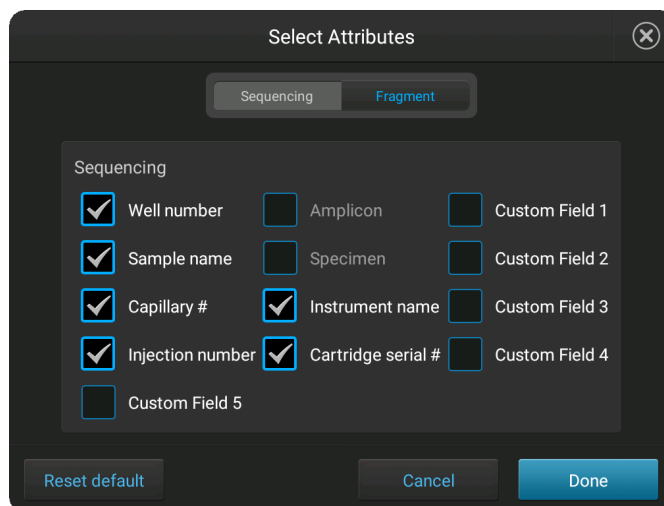 Select Attributes
Sequencing Fragment
Sequencing
Well number Amplicon Custom Field 1
Sample name Specimen Custom Field 2
Capillary # Instrument name Custom Field 3
Injection number Cartridge serial # Custom Field 4
Custom Field 5
Reset default Cancel Done